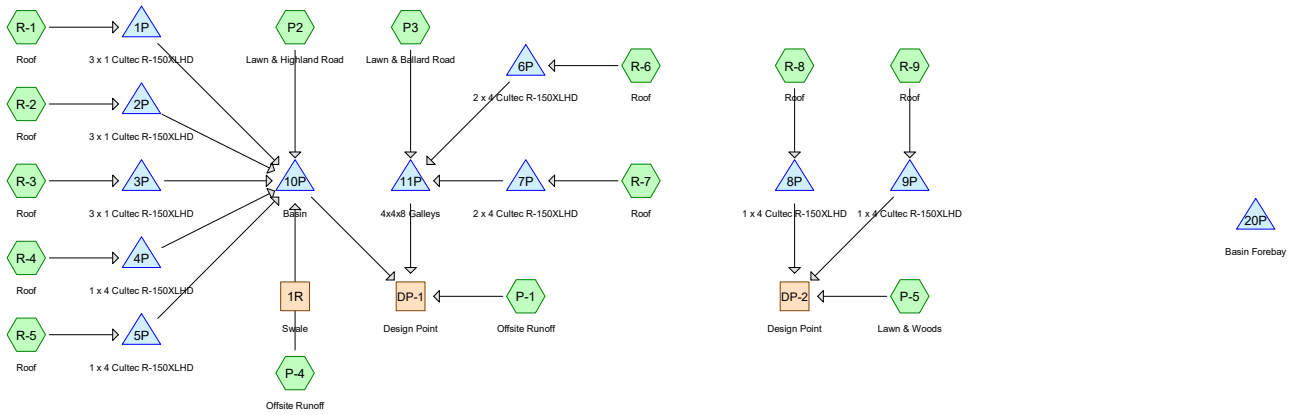 R-1
Roof
1P
3 x 1 Cultec R-150XLHD
P2
Lawn & Highland Road
P3
Lawn & Ballard Road
6P
2 x 4 Cultec R-150XLHD
R-6
Roof
R-8
Roof
R-9
Roof
R-2
Roof
2P
3 x 1 Cultec R-150XLHD
R-3
Roof
3P
3 x 1 Cultec R-150XLHD
10P
Basin
11P
4x4x8 Galleys
7P
2 x 4 Cultec R-150XLHD
R-7
Roof
8P
1 x 4 Cultec R-150XLHD
9P
1 x 4 Cultec R-150XLHD
20P
Basin Forebay
R-4
Roof
4P
1 x 4 Cultec R-150XLHD
1R
Swale
DP-1
Design Point
P-1
Offsite Runoff
DP-2
Design Point
P-5
Lawn & Woods
R-5
Roof
5P
1 x 4 Cultec R-150XLHD
P-4
Offsite Runoff